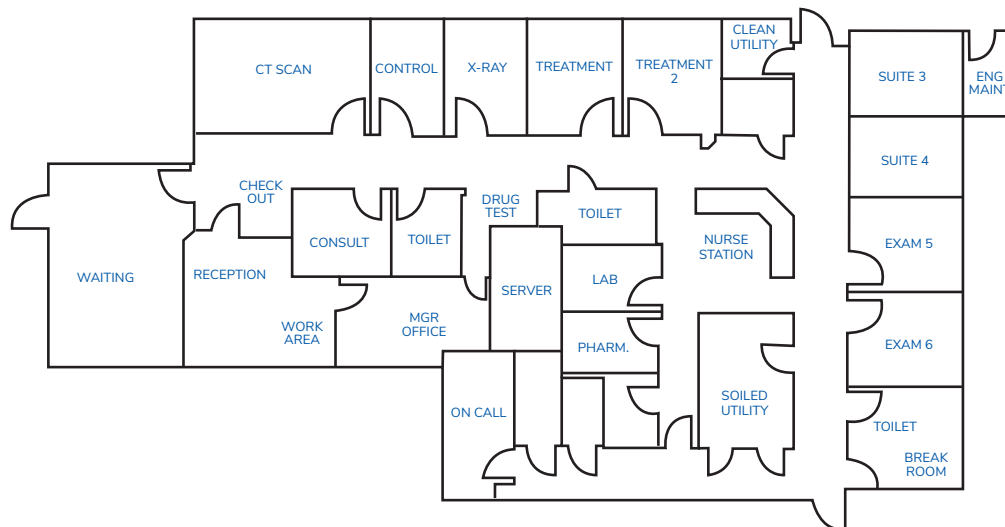 CLEAN
UTILITY
CT SCAN
CONTROL
X-RAY
TREATMENT
TREATMENT
2
SUITE 3
ENG
MAINT
SUITE 4
CHECK
OUT
DRUG
TEST
TOILET
CONSULT
TOILET
NURSE
STATION
EXAM 5
WAITING
RECEPTION
LAB
SERVER
WORK
AREA
MGR
OFFICE
PHARM.
EXAM 6
ON CALL
SOILED
UTILITY
TOILET
BREAK
ROOM